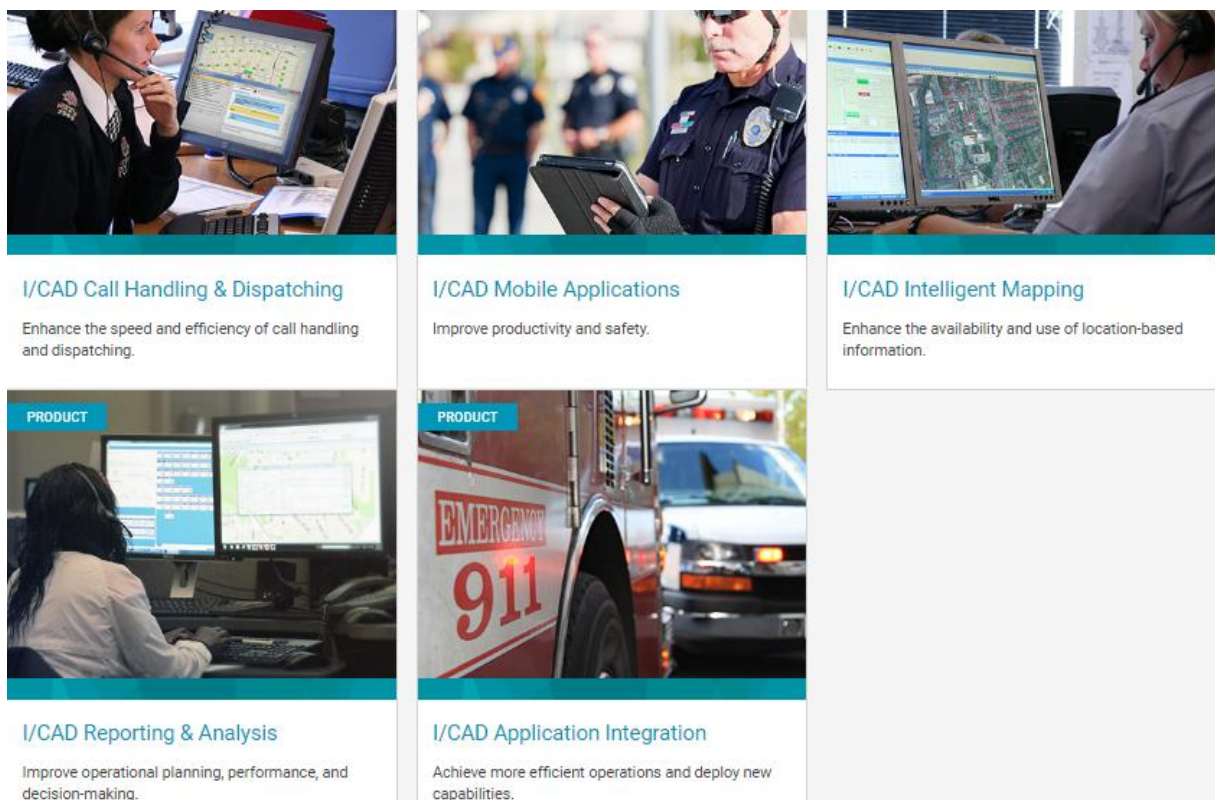 POLICE
I/CAD Call Handling & Dispatching
Enhance the speed and efficiency of call handling
and dispatching.
I/CAD Mobile Applications
Improve productivity and safety.
DELL
I/CAD Intelligent Mapping
Enhance the availability and use of location-based
information.
PRODUCT
I/CAD Reporting & Analysis
Improve operational planning, performance, and
decision-making.
PRODUCT
EMERGENCY
911
I/CAD Application Integration
Achieve more efficient operations and deploy new
capabilities.